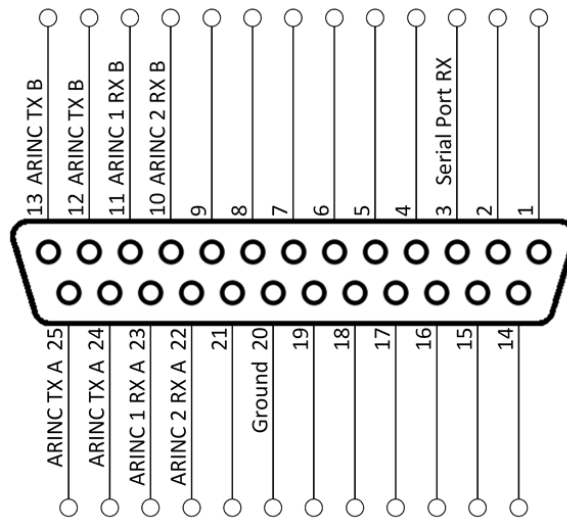 13 ARINC TX B
12 ARINC TX B
11 ARINC 1 RX B
10 ARINC 2 RX B
9
8
7
6
5
4
3 Serial Port RX
2
1
ARINC TX A 25
ARINC TX A 24
ARINC 1 RX A 23
ARINC 2 RX A 22
21
Ground 20
19
18
17
16
15
14